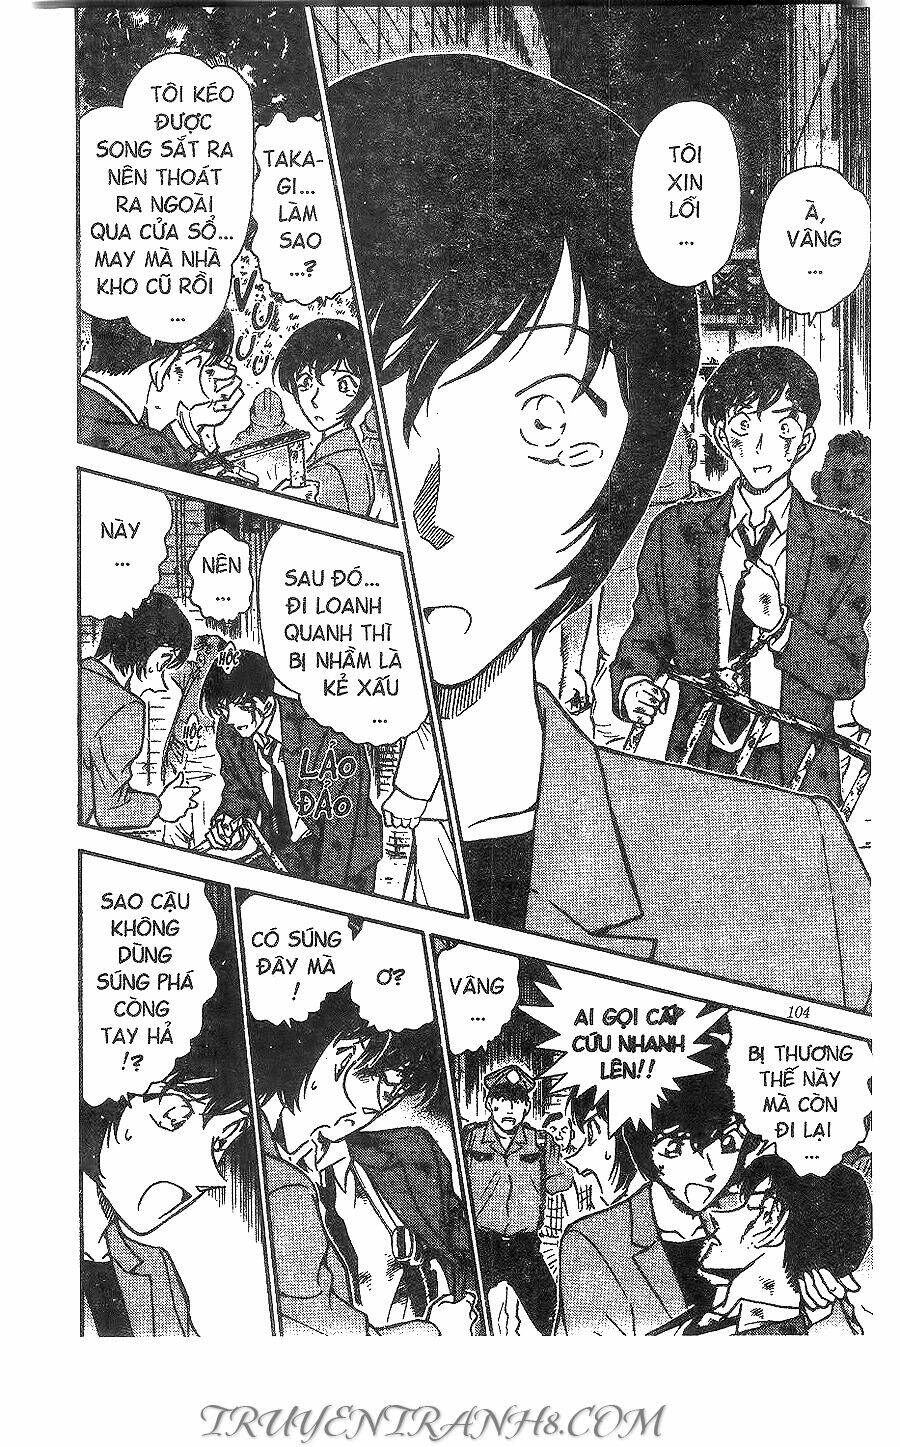 À,
VÂNG
...
TÔI
XIN
LỖI
...
TAKA-
GI...
LÀM
SAO
...?
TÔI KÉO
ĐƯỢC
SONG SẮT RA
NÊN THOÁT
RA NGOÀI
QUA CỬA SỔ...
MAY MÀ NHÀ
KHO CŨ RỒI
...
SAU ĐÓ...
ĐI LOANH
QUANH THÌ
BỊ NHẦM LÀ
KẺ XẤU
...
NÊN
...
NÀY
...
HỘC
HỘC
LẢO
ĐẢO
104
BỊ THƯƠNG
THẾ NÀY
MÀ CÒN
ĐI LẠI
...
AI GỌI CẤP
CỨU NHANH
LÊN!!
VÂNG
...
Ơ?
CÓ SÚNG
ĐÂY MÀ
!
SAO CẬU
KHÔNG
DÙNG
SÚNG PHÁ
CÒNG
TAY HẢ
!?
TRUYENTRANH8.COM